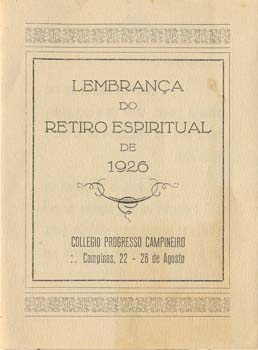 LEMBRANÇA
DO
RETIRO ESPIRITUAL
DE
1926
COLLEGIO PROGRESSO CAMPINEIRO
:. Campinas, 22 - 26 de Agosto